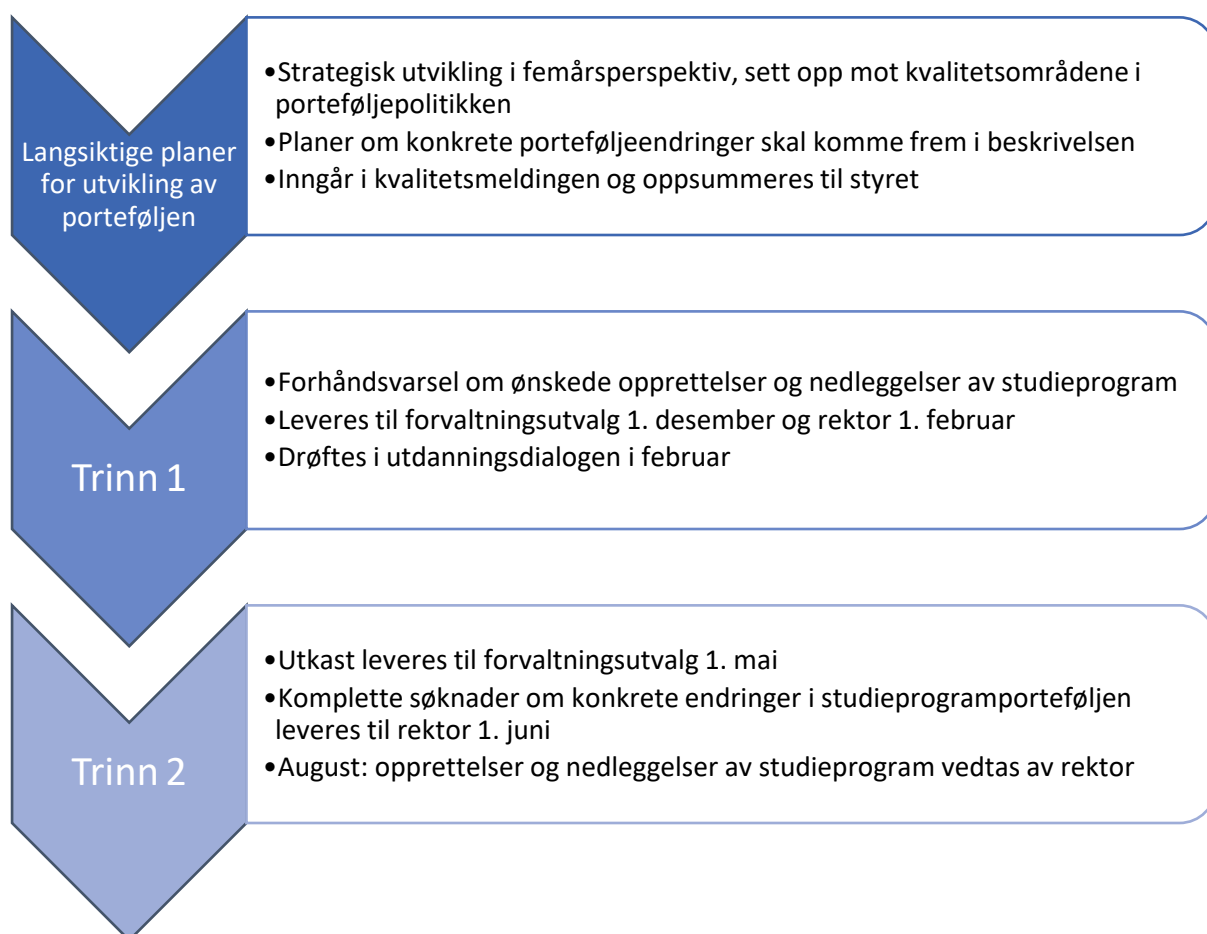 Langsiktige planer
for utvikling av
porteføljen
•Strategisk utvikling i femårsperspektiv, sett opp mot kvalitetsområdene i
porteføljepolitikken
•Planer om konkrete porteføljeendringer skal komme frem i beskrivelsen
•Inngår i kvalitetsmeldingen og oppsummeres til styret
Trinn 1
•Forhåndsvarsel om ønskede opprettelser og nedleggelser av studieprogram
•Leveres til forvaltningsutvalg 1. desember og rektor 1. februar
•Drøftes i utdanningsdialogen i februar
Trinn 2
•Utkast leveres til forvaltningsutvalg 1. mai
•Komplette søknader om konkrete endringer i studieprogramporteføljen
leveres til rektor 1. juni
•August: opprettelser og nedleggelser av studieprogram vedtas av rektor